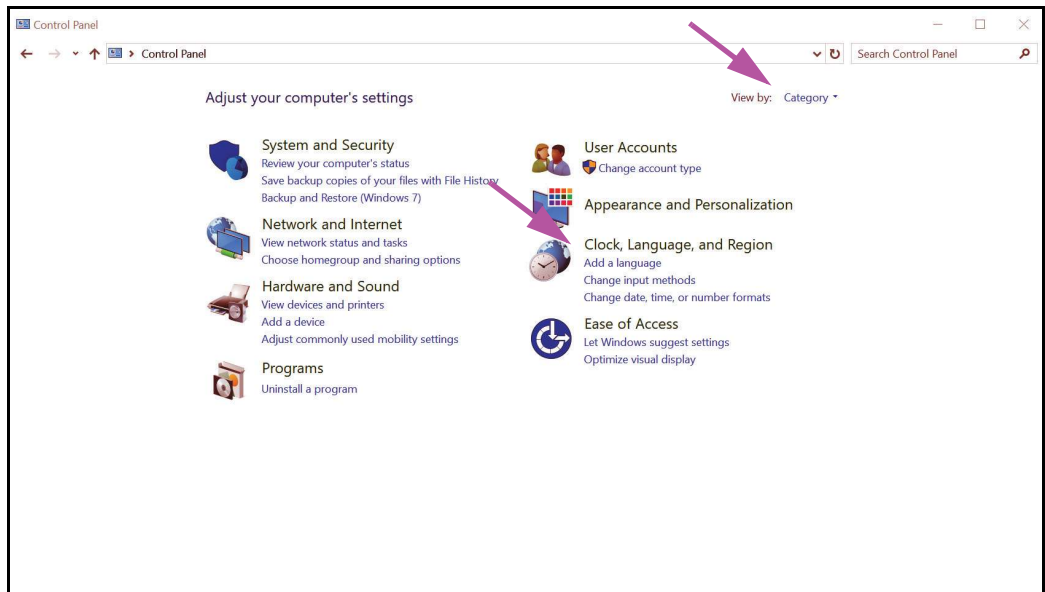 Control Panel
Control Panel
Search Control Panel
Adjust your computer's settings
View by: Category
System and Security
Review your computer's status
Save backup copies of your files with File History
Backup and Restore (Windows 7)
Network and Internet
View network status and tasks
Choose homegroup and sharing options
Hardware and Sound
View devices and printers
Add a device
Adjust commonly used mobility settings
Programs
Uninstall a program
User Accounts
Change account type
Appearance and Personalization
Clock, Language, and Region
Add a language
Change input methods
Change date, time, or number formats
Ease of Access
Let Windows suggest settings
Optimize visual display